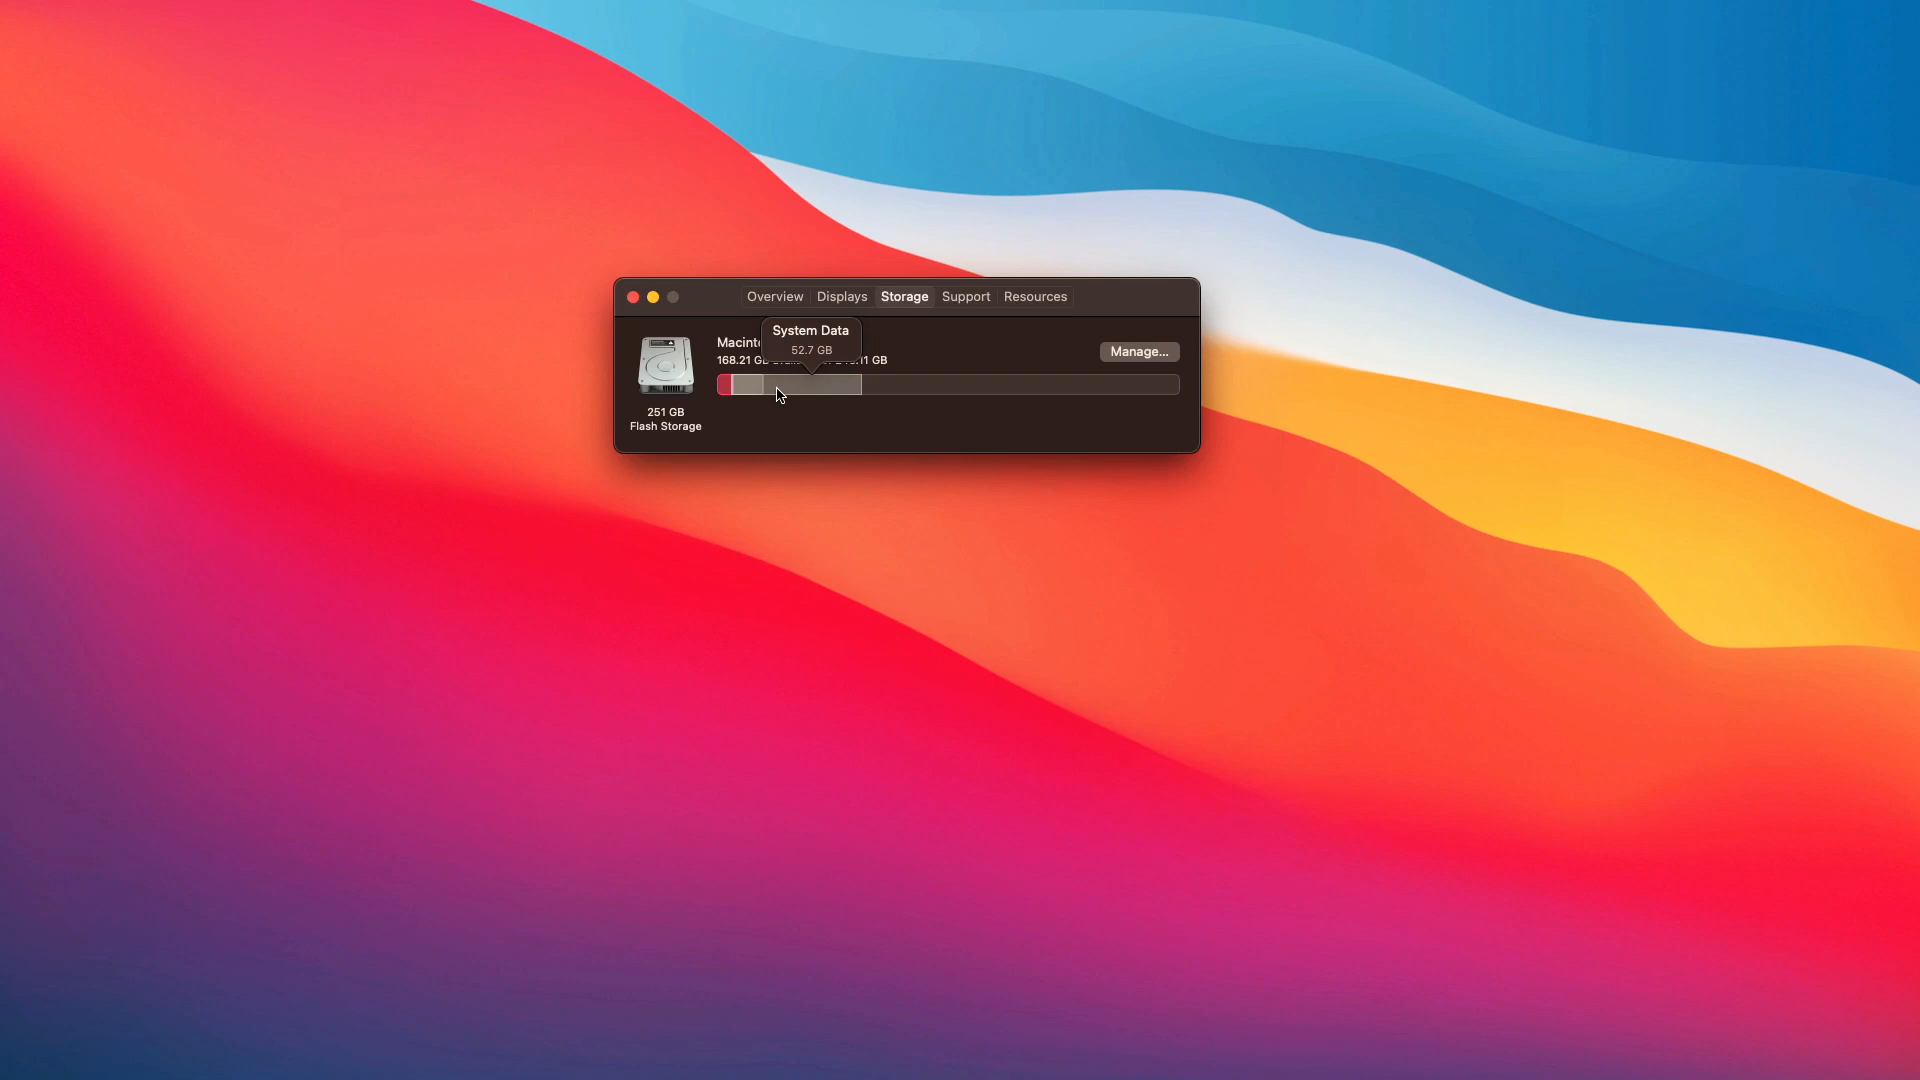 Overview Displays Storage Support Resources
System Data
52.7 GB
168.21 GB
GB
Manage...
251 GB
Flash Storage